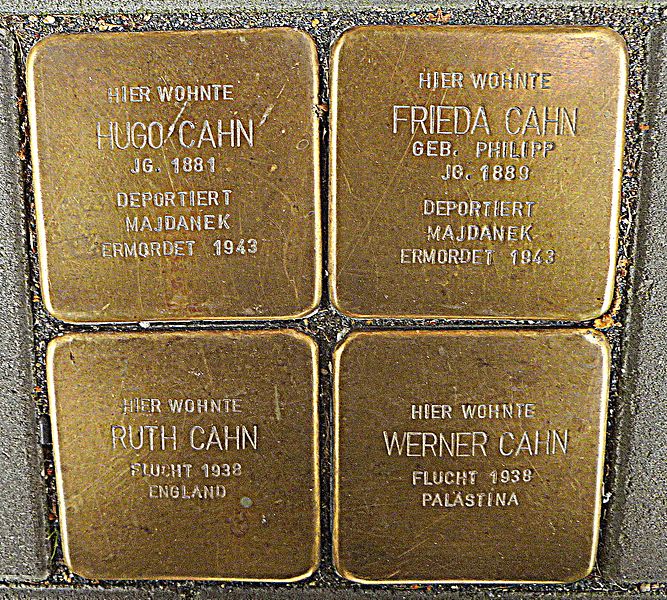 HIER WOHNTE
HUGO CAHN
JG. 1881
DEPORTIERT
MAJDANEK
ERMORDET 1943
HIER WOHNTE
FRIEDA CAHN
GEB. PHILIPP
JG. 1889
DEPORTIERT
MAJDANEK
ERMORDET 1943
HIER WOHNTE
RUTH CAHN
FLUCHT 1938
ENGLAND
HIER WOHNTE
WERNER CAHN
FLUCHT 1938
PALÄSTINA